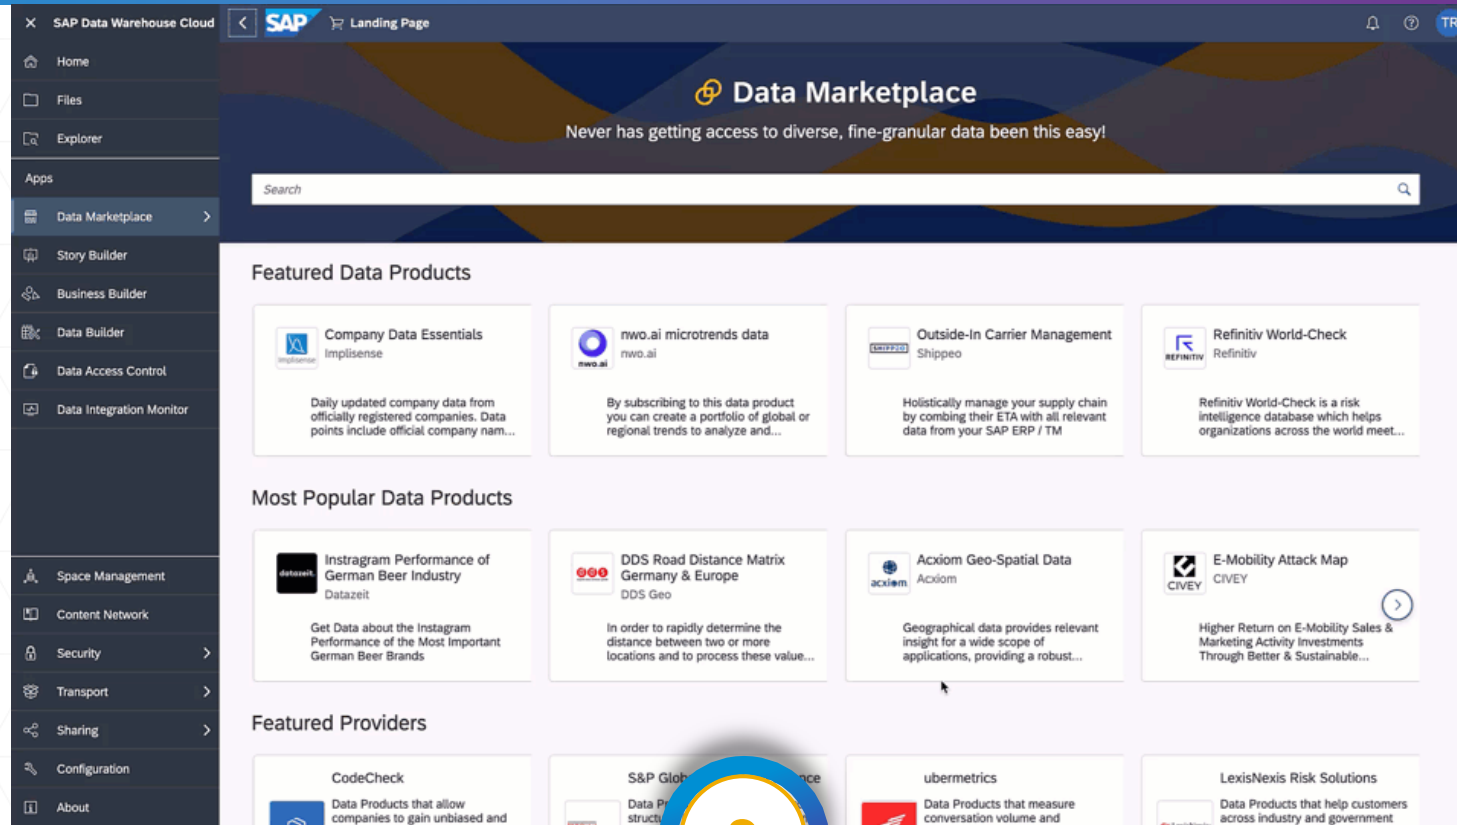 SAP Data Warehouse Cloud
SAP
Landing Page
TR
Home
Files
Explorer
Apps
Data Marketplace
Story Builder
Business Builder
Data Builder
Data Access Control
Data Integration Monitor
Space Management
Content Network
Security
Transport
Sharing
Configuration
About
Data Marketplace
Never has getting access to diverse, fine-granular data been this easy!
Search
Featured Data Products
implisense
Company Data Essentials
Implisense
Daily updated company data from
officially registered companies. Data
points include official company nam...
nwo.ai
nwo.ai microtrends data
nwo.ai
By subscribing to this data product
you can create a portfolio of global or
regional trends to analyze and...
SHIPPEO
Outside-In Carrier Management
Shippeo
Holistically manage your supply chain
by combing their ETA with all relevant
data from your SAP ERP / TM
REFINITIV
Refinitiv World-Check
Refinitiv
Refinitiv World-Check is a risk
intelligence database which helps
organizations across the world meet...
Most Popular Data Products
datazeit.
Instragram Performance of
German Beer Industry
Datazeit
Get Data about the Instagram
Performance of the Most Important
German Beer Brands
DDS Road Distance Matrix
Germany & Europe
DDS Geo
In order to rapidly determine the
distance between two or more
locations and to process these value...
acxiom
Acxiom Geo-Spatial Data
Acxiom
Geographical data provides relevant
insight for a wide scope of
applications, providing a robust...
CIVEY
E-Mobility Attack Map
CIVEY
Higher Return on E-Mobility Sales &
Marketing Activity Investments
Through Better & Sustainable...
Featured Providers
CodeCheck
Data Products that allow
companies to gain unbiased and
S&P
Data
ubermetrics
Data Products that measure
conversation volume and
LexisNexis Risk Solutions
Data Products that help customers
across industry and government